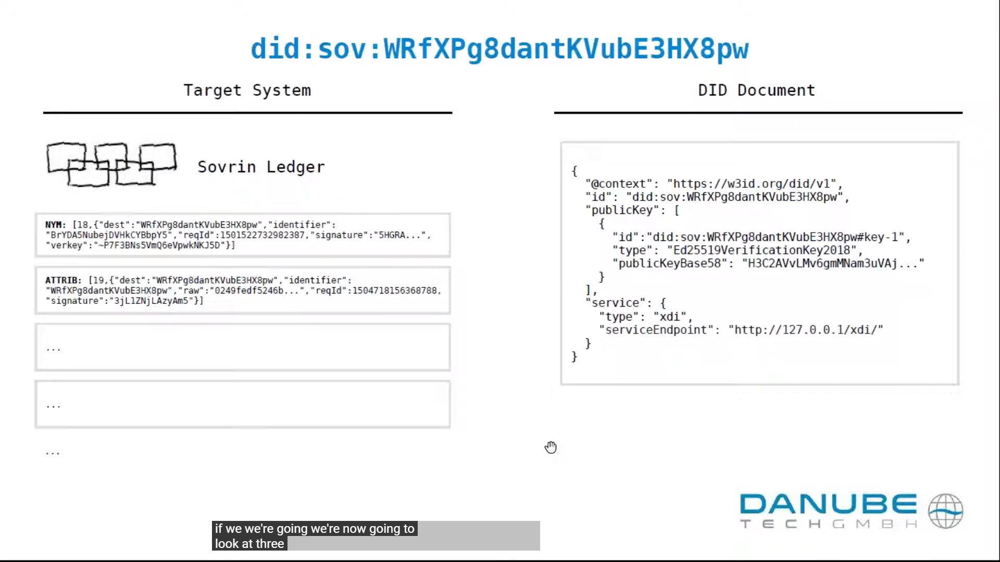 did:sov:WRfXPg8dantKVubE3HX8pw
Target System
Sovrin Ledger
NYM: [18,{"dest":"WRfXPg8dantKVubE3HX8pw","identifier":
"BrYDA5NubejDVHkCYBbpY5","reqId":1501522732982387,"signature":"5HGRA...",
"verkey":"~P7F3BNs5VmQ6eVpwkNKJ5D"}]
ATTRIB: [19,{"dest":"WRfXPg8dantKVubE3HX8pw","identifier":
"WRfXPg8dantKVubE3HX8pw","raw":"0249fedf5246b...","reqId":1504718156368788,
"signature":"3jL1ZNjLAzyAm5"}]
...
...
...
DID Document
{
"@context": "https://w3id.org/did/v1",
"id": "did:sov:WRfXPg8dantKVubE3HX8pw",
"publicKey": [
{
"id":"did:sov:WRfXPg8dantKVubE3HX8pw#key-1",
"type": "Ed25519VerificationKey2018",
"publicKeyBase58": "H3C2AVvLMv6gmMNam3uVAj..."
}
],
"service": {
"type": "xdi",
"serviceEndpoint": "http://127.0.0.1/xdi/"
}
}
DANUBE
TECHGMBH
if we we're going we're now going to
look at three